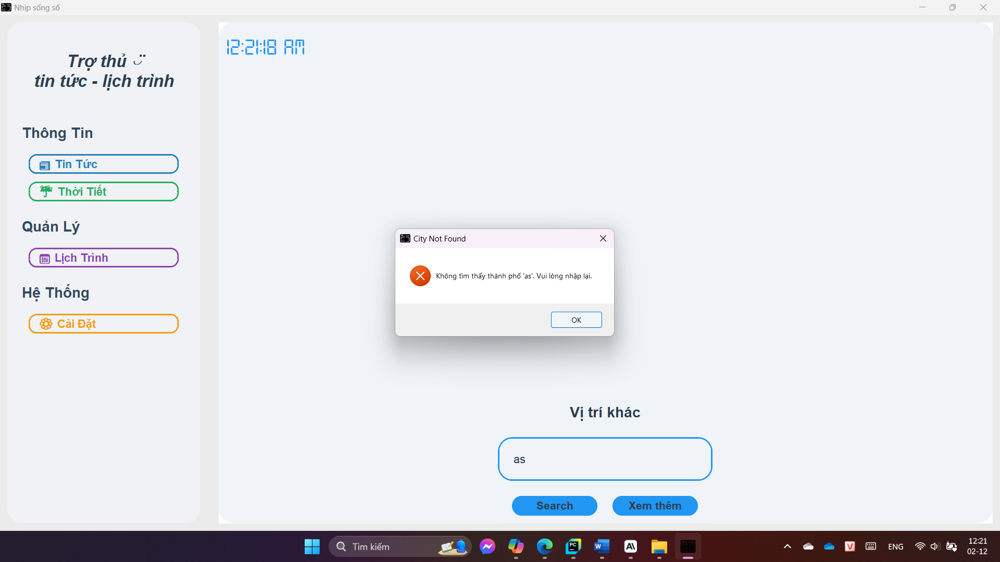 Nhịp sống số
Trợ thủ
tin tức - lịch trình
Thông Tin
Tin Tức
Thời Tiết
Quản Lý
Lịch Trình
Hệ Thống
Cài Đặt
12:21:18 AM
City Not Found
Không tìm thấy thành phố 'as'. Vui lòng nhập lại.
OK
Vị trí khác
as
Search
Xem thêm
Tìm kiếm
PC
W
V
ENG
12:21
02-12